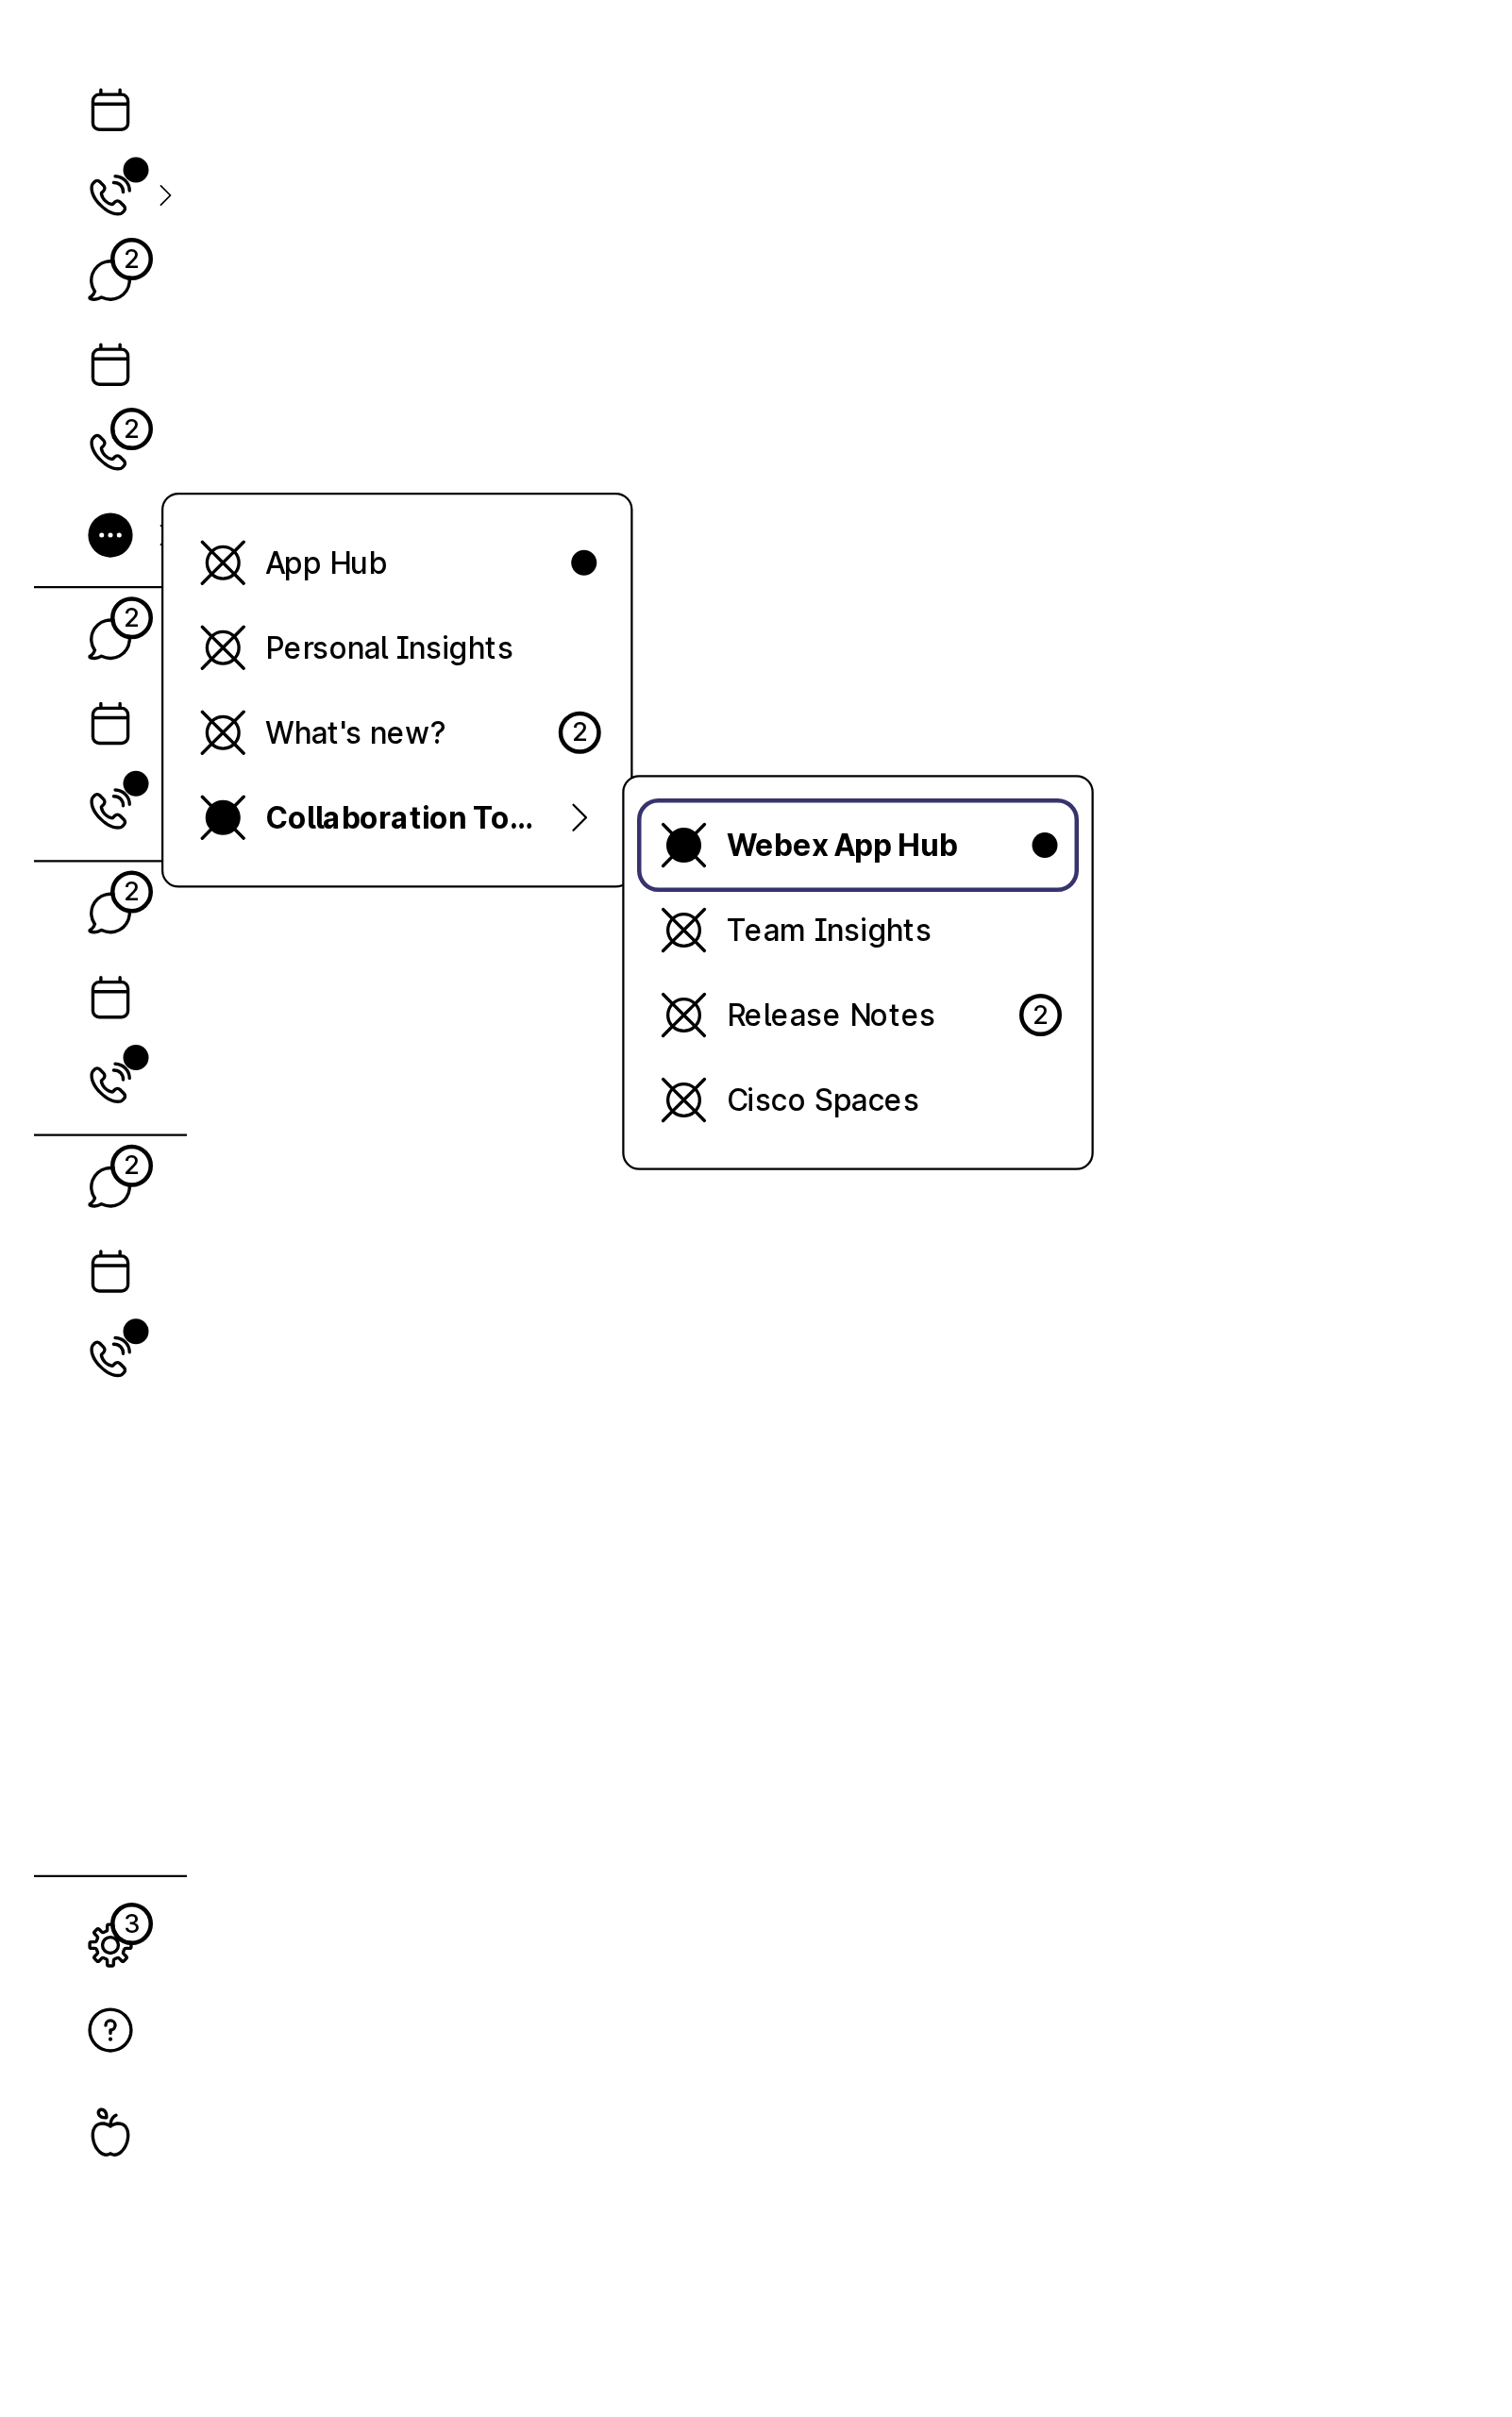 2
2
App Hub
2
Personal Insights
What's new? 2
Collaboration To...
Webex App Hub
2
Team Insights
Release Notes 2
Cisco Spaces
2
3
?